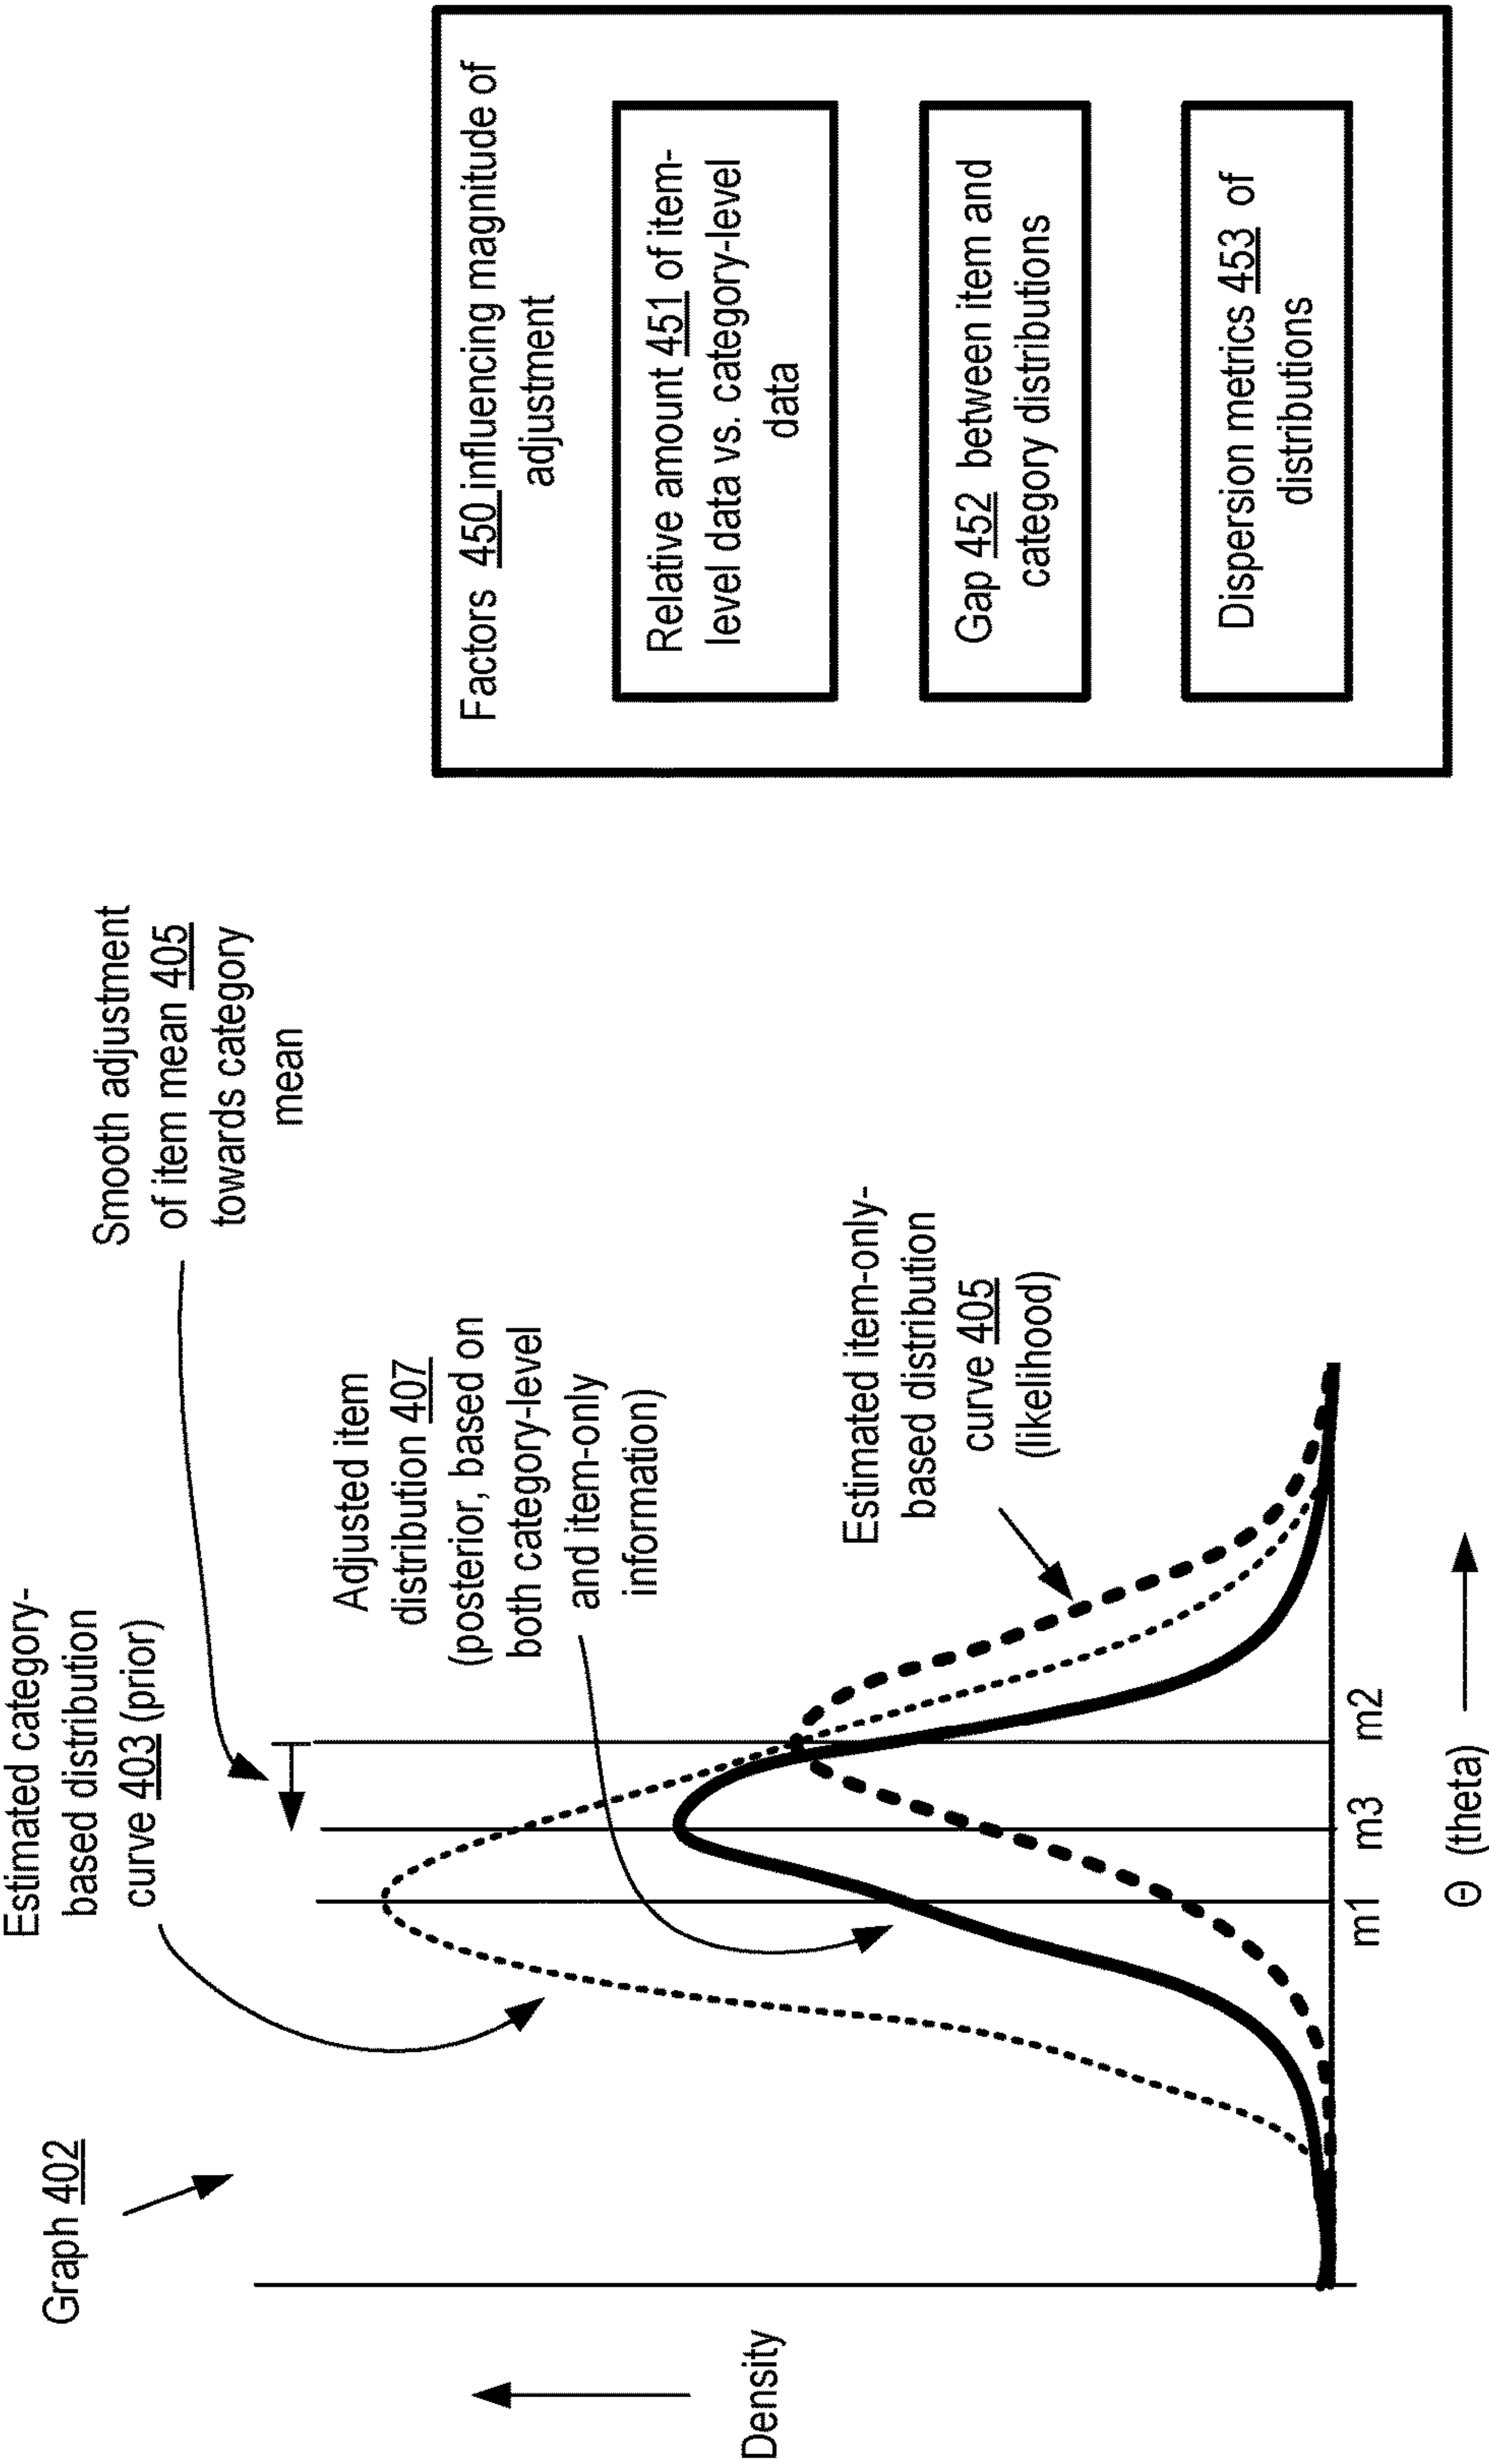 Graph 402
Estimated category-
based distribution
curve 403 (prior)
Smooth adjustment
of item mean 405
towards category
mean
Adjusted item
distribution 407
(posterior, based on
both category-level
and item-only
information)
Estimated item-only-
based distribution
curve 405
(likelihood)
Density
m1
m3
m2
Θ (theta)
Factors 450 influencing magnitude of
adjustment
Relative amount 451 of item-
level data vs. category-level
data
Gap 452 between item and
category distributions
Dispersion metrics 453 of
distributions